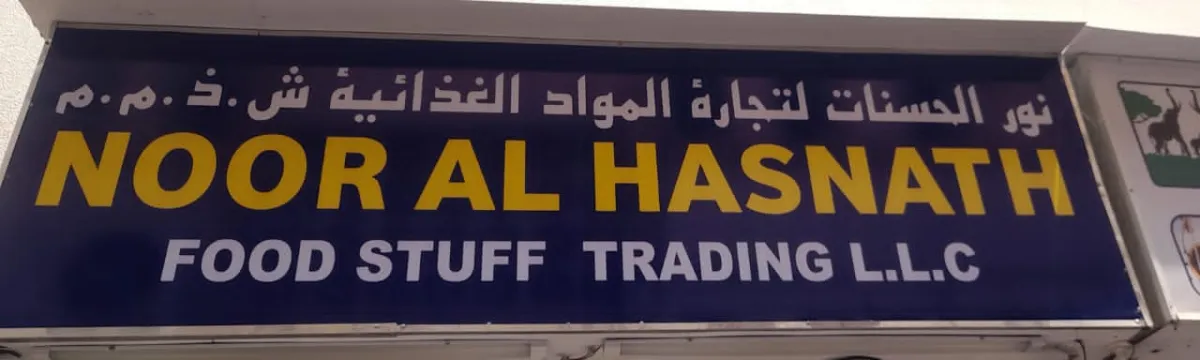 نور الحسنات لتجارة المواد الغذائية ش.ذ.م.م
NOOR AL HASNATH
FOOD STUFF TRADING L.L.C